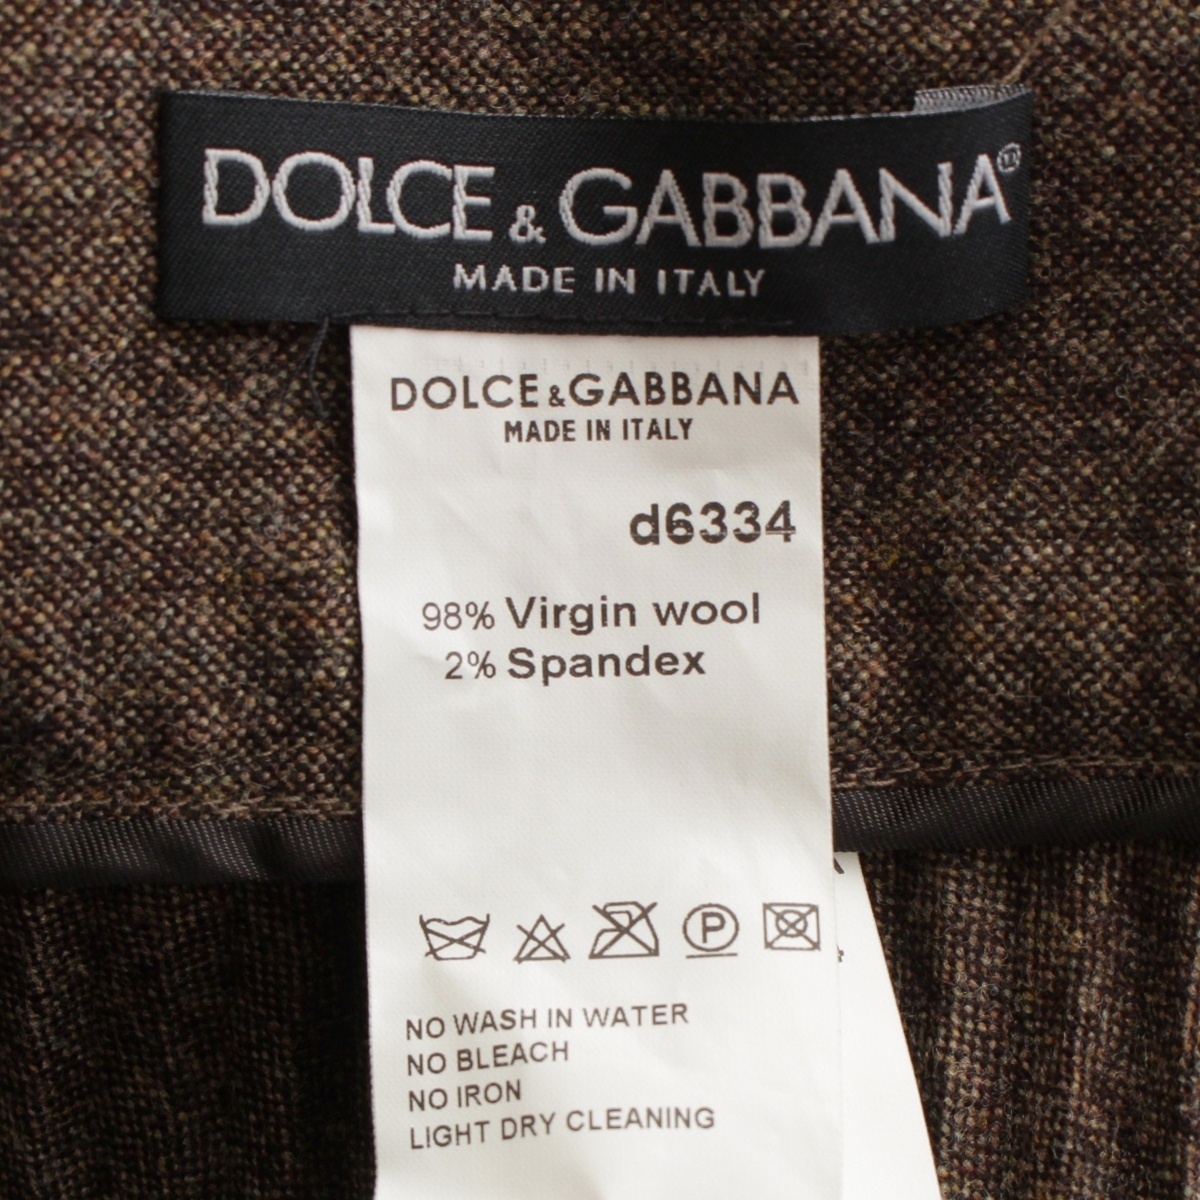 DOLCE & GABBANA®
MADE IN ITALY
DOLCE & GABBANA
MADE IN ITALY
d6334
98% Virgin wool
2% Spandex
P
NO WASH IN WATER
NO BLEACH
NO IRON
LIGHT DRY CLEANING